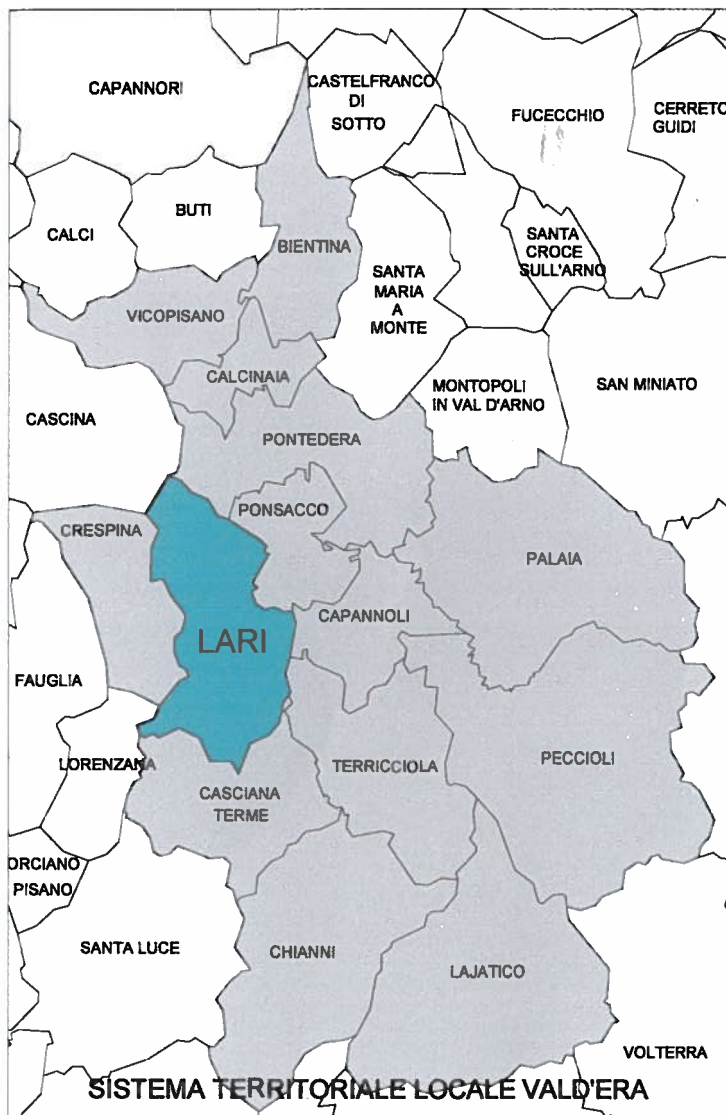 CAPANNORI
CASTELFRANCO
DI
SOTTO
FUCECCHIO
CERRETO
GUIDI
BUTI
CALCI
BIENTINA
SANTA
CROCE
SULL'ARNO
SANTA
MARIA
A
MONTE
VICOPISANO
CALCINAIA
MONTOPOLI
IN VAL D'ARNO
SAN MINIATO
CASCINA
PONTEDERA
PONSACCO
CRESPINA
PALAIA
CAPANNOLI
LARI
FAUGLIA
LORENZANA
TERRICCIOLA
PECCIOLI
CASCIANA
TERME
ORCIANO
PISANO
SANTA LUCE
CHIANNI
LAJATICO
VOLTERRA
SISTEMA TERRITORIALE LOCALE VALD'ERA